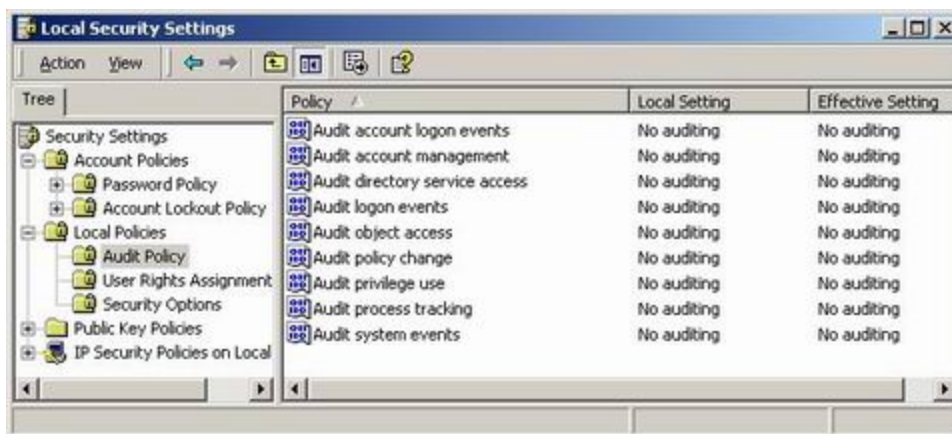 Local Security Settings
Action View
Tree
Security Settings
Account Policies
Password Policy
Account Lockout Policy
Local Policies
Audit Policy
User Rights Assignment
Security Options
Public Key Policies
IP Security Policies on Local
Policy Local Setting Effective Setting
Audit account logon events No auditing No auditing
Audit account management No auditing No auditing
Audit directory service access No auditing No auditing
Audit logon events No auditing No auditing
Audit object access No auditing No auditing
Audit policy change No auditing No auditing
Audit privilege use No auditing No auditing
Audit process tracking No auditing No auditing
Audit system events No auditing No auditing